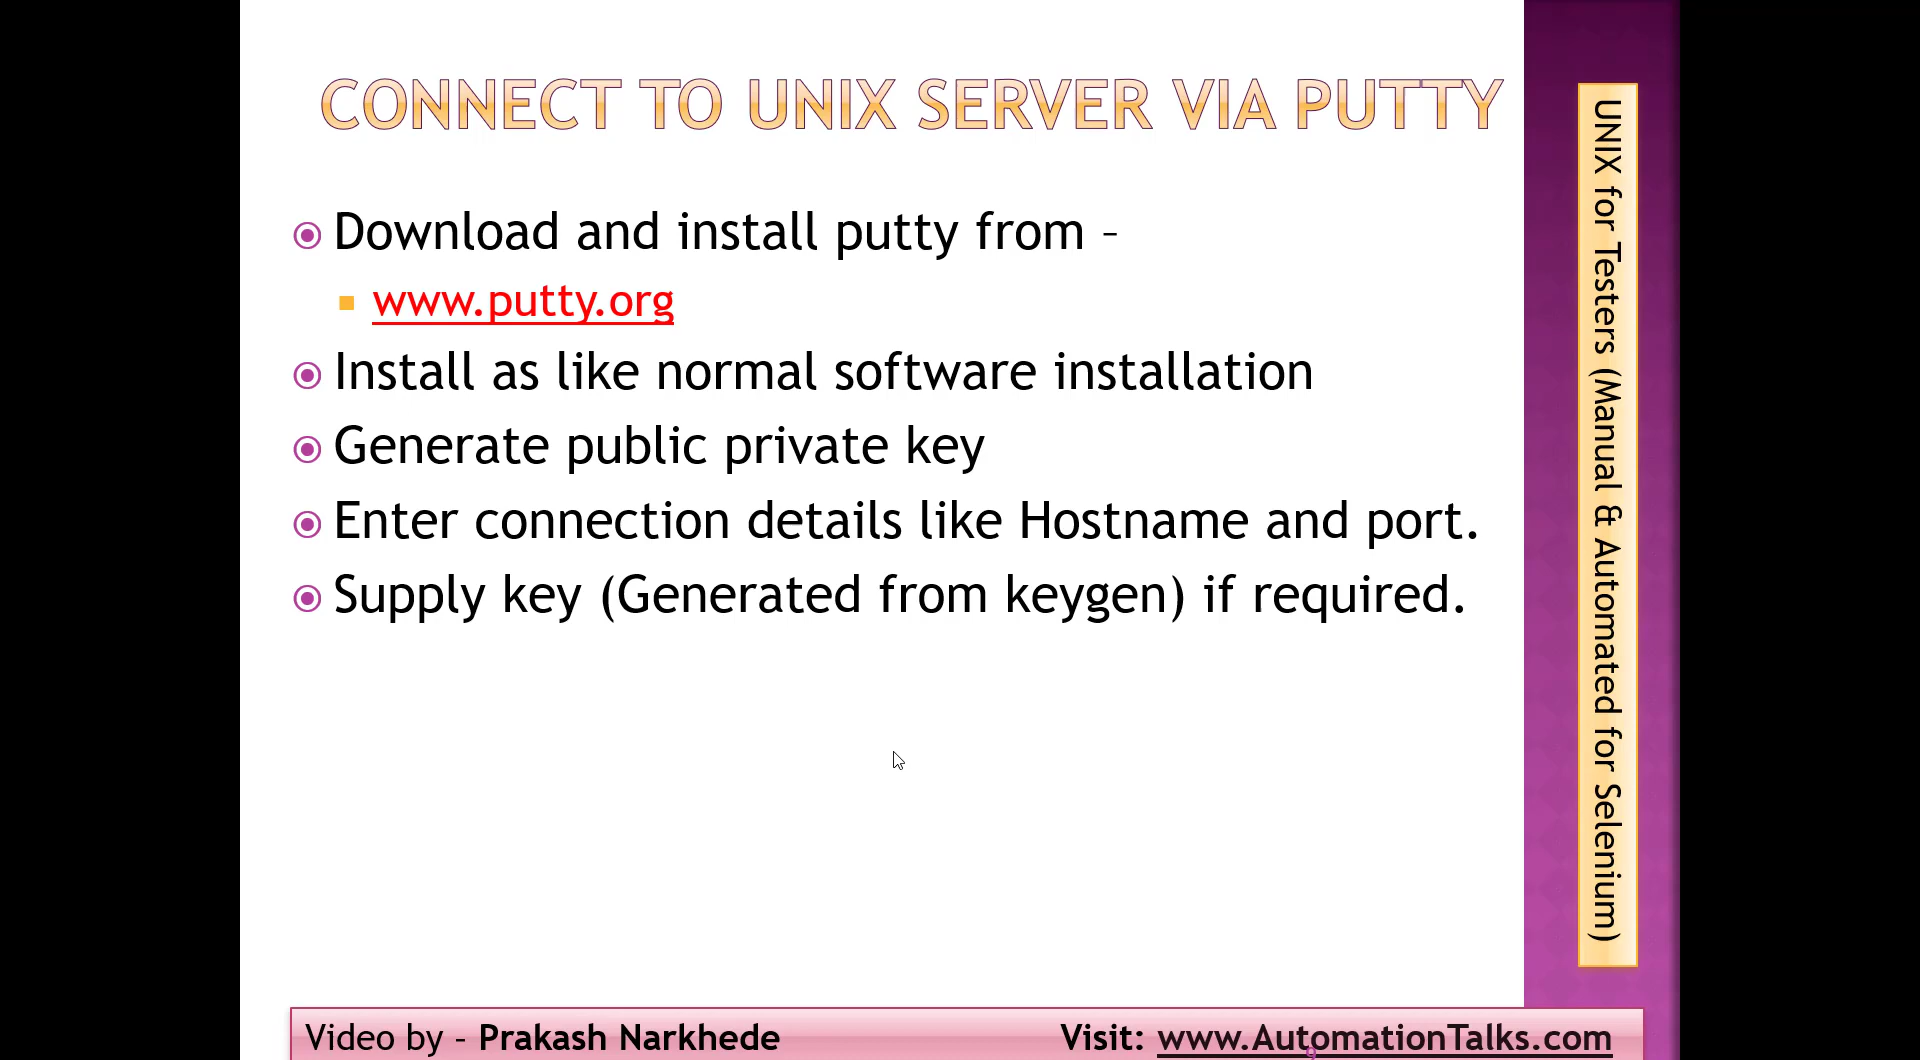 CONNECT TO UNIX SERVER VIA PUTTY
Download and install putty from –
www.putty.org
Install as like normal software installation
Generate public private key
Enter connection details like Hostname and port.
Supply key (Generated from keygen) if required.
UNIX for Testers (Manual & Automated for Selenium)
Video by – Prakash Narkhede
Visit: www.AutomationTalks.com
9